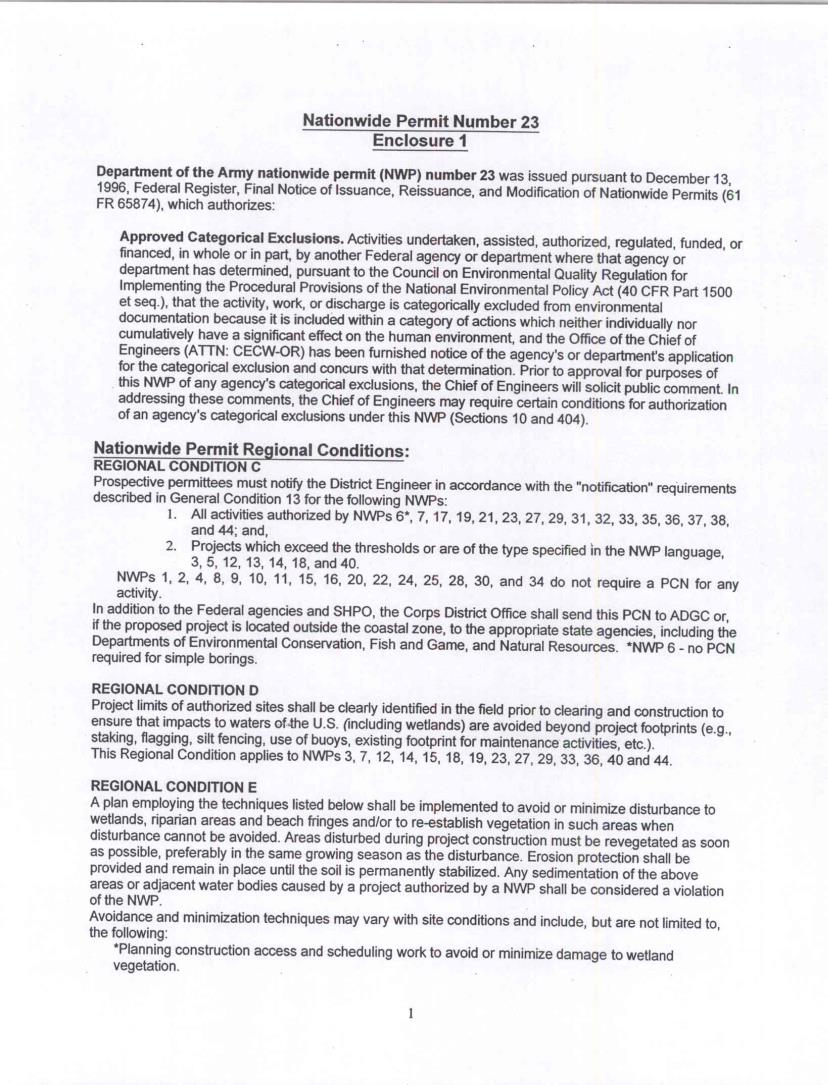 Nationwide Permit Number 23
Enclosure 1
Department of the Army nationwide permit (NWP) number 23 was issued pursuant to December 13,
1996, Federal Register, Final Notice of Issuance, Reissuance, and Modification of Nationwide Permits (61
FR 65874), which authorizes:
Approved Categorical Exclusions. Activities undertaken, assisted, authorized, regulated, funded, or
financed, in whole or in part, by another Federal agency or department where that agency or
department has determined, pursuant to the Council on Environmental Quality Regulation for
Implementing the Procedural Provisions of the National Environmental Policy Act (40 CFR Part 1500
et seq.), that the activity, work, or discharge is categorically excluded from environmental
documentation because it is included within a category of actions which neither individually nor
cumulatively have a significant effect on the human environment, and the Office of the Chief of
Engineers (ATTN: CECW-OR) has been furnished notice of the agency's or department's application
for the categorical exclusion and concurs with that determination. Prior to approval for purposes of
this NWP of any agency's categorical exclusions, the Chief of Engineers will solicit public comment. In
addressing these comments, the Chief of Engineers may require certain conditions for authorization
of an agency's categorical exclusions under this NWP (Sections 10 and 404).
Nationwide Permit Regional Conditions:
REGIONAL CONDITION C
Prospective permittees must notify the District Engineer in accordance with the "notification" requirements
described in General Condition 13 for the following NWPs:
1. All activities authorized by NWPs 6*, 7, 17, 19, 21, 23, 27, 29, 31, 32, 33, 35, 36, 37, 38,
and 44; and,
2. Projects which exceed the thresholds or are of the type specified in the NWP language,
3, 5, 12, 13, 14, 18, and 40.
NWPs 1, 2, 4, 8, 9, 10, 11, 15, 16, 20, 22, 24, 25, 28, 30, and 34 do not require a PCN for any
activity.
In addition to the Federal agencies and SHPO, the Corps District Office shall send this PCN to ADGC or,
if the proposed project is located outside the coastal zone, to the appropriate state agencies, including the
Departments of Environmental Conservation, Fish and Game, and Natural Resources. *NWP 6 - no PCN
required for simple borings.
REGIONAL CONDITION D
Project limits of authorized sites shall be clearly identified in the field prior to clearing and construction to
ensure that impacts to waters of the U.S. (including wetlands) are avoided beyond project footprints (e.g.,
staking, flagging, silt fencing, use of buoys, existing footprint for maintenance activities, etc.).
This Regional Condition applies to NWPs 3, 7, 12, 14, 15, 18, 19, 23, 27, 29, 33, 36, 40 and 44.
REGIONAL CONDITION E
A plan employing the techniques listed below shall be implemented to avoid or minimize disturbance to
wetlands, riparian areas and beach fringes and/or to re-establish vegetation in such areas when
disturbance cannot be avoided. Areas disturbed during project construction must be revegetated as soon
as possible, preferably in the same growing season as the disturbance. Erosion protection shall be
provided and remain in place until the soil is permanently stabilized. Any sedimentation of the above
areas or adjacent water bodies caused by a project authorized by a NWP shall be considered a violation
of the NWP.
Avoidance and minimization techniques may vary with site conditions and include, but are not limited to,
the following:
*Planning construction access and scheduling work to avoid or minimize damage to wetland
vegetation.
1